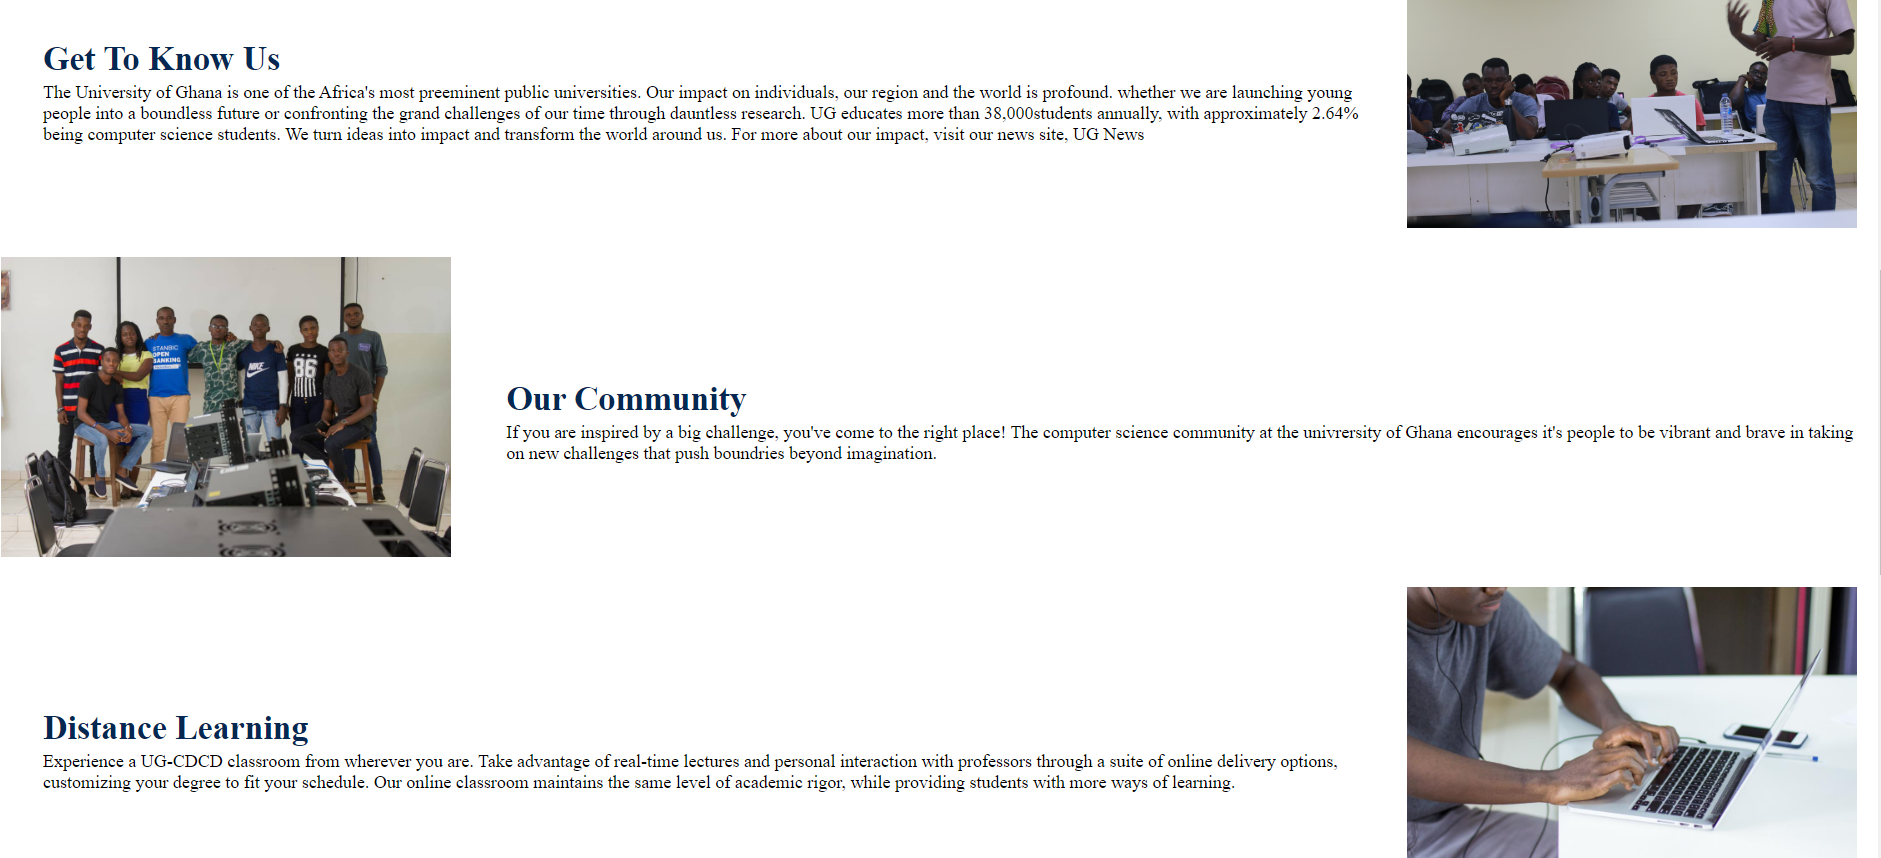 Get To Know Us
The University of Ghana is one of the Africa's most preeminent public universities. Our impact on individuals, our region and the world is profound. whether we are launching young
people into a boundless future or confronting the grand challenges of our time through dauntless research. UG educates more than 38,000students annually, with approximately 2.64%
being computer science students. We turn ideas into impact and transform the world around us. For more about our impact, visit our news site, UG News
STANBIC
OPEN
BANKING
NIKE
86
Our Community
If you are inspired by a big challenge, you've come to the right place! The computer science community at the univrersity of Ghana encourages it's people to be vibrant and brave in taking
on new challenges that push boundries beyond imagination.
Distance Learning
Experience a UG-CDCD classroom from wherever you are. Take advantage of real-time lectures and personal interaction with professors through a suite of online delivery options,
customizing your degree to fit your schedule. Our online classroom maintains the same level of academic rigor, while providing students with more ways of learning.